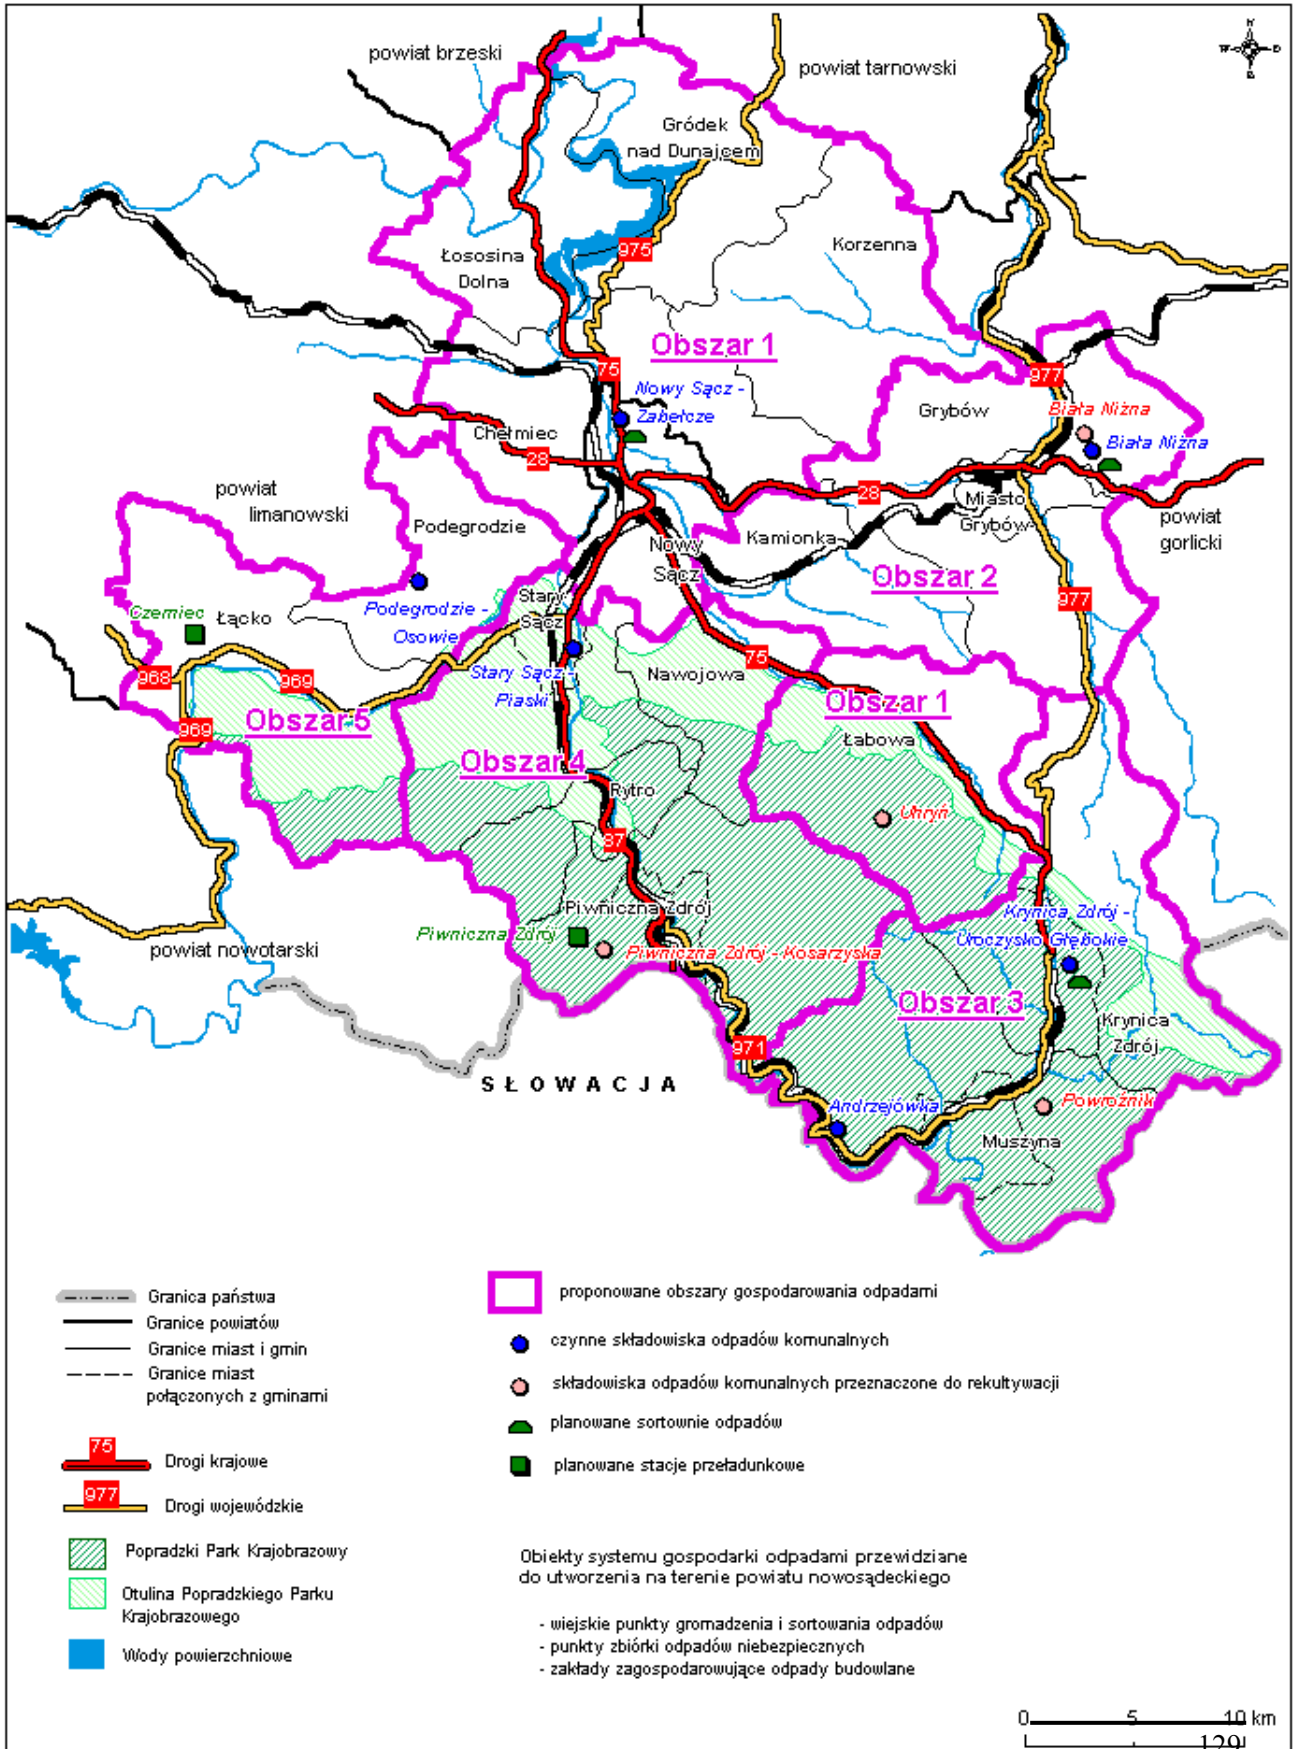 N
W
O
powiat brzeski
powiat tarnowski
Gródek
nad Dunajcem
975
Korzenna
Łososina
Dolna
Obszar 1
75
977
Nowy Sącz -
Zabełcze
Grybów
Biała Niżna
Biała Niżna
Chełmiec
28
28
powiat
limanowski
Podegrodzie
Miasto
Grybów
powiat
gorlicki
Kamionka
Nowy
Sącz
Obszar 2
977
Stary
Sącz
Czerniec
Łącko
Podegrodzie -
Osowie
75
Nawojowa
968
969
Stary Sącz -
Piaski
969
Obszar 5
Obszar 1
Łabowa
Obszar 4
Rytro
Uhryń
87
Piwniczna Zdrój
Krynica Zdrój -
Uroczysko Głębokie
Piwniczna Zdrój
Piwniczna Zdrój - Kosarzyska
powiat nowotarski
Obszar 3
Krynica
Zdrój
971
SŁOWACJA
Andrzejówka
Powroźnik
Muszyna
Granica państwa
Granice powiatów
Granice miast i gmin
Granice miast
połączonych z gminami
75
Drogi krajowe
977
Drogi wojewódzkie
Popradzki Park Krajobrazowy
Otulina Popradzkiego Parku
Krajobrazowego
Wody powierzchniowe
proponowane obszary gospodarowania odpadami
czynne składowiska odpadów komunalnych
składowiska odpadów komunalnych przeznaczone do rekultywacji
planowane sortownie odpadów
planowane stacje przeładunkowe
Obiekty systemu gospodarki odpadami przewidziane
do utworzenia na terenie powiatu nowosądeckiego
- wiejskie punkty gromadzenia i sortowania odpadów
- punkty zbiórki odpadów niebezpiecznych
- zakłady zagospodarowujące odpady budowlane
0 5 10 km
129